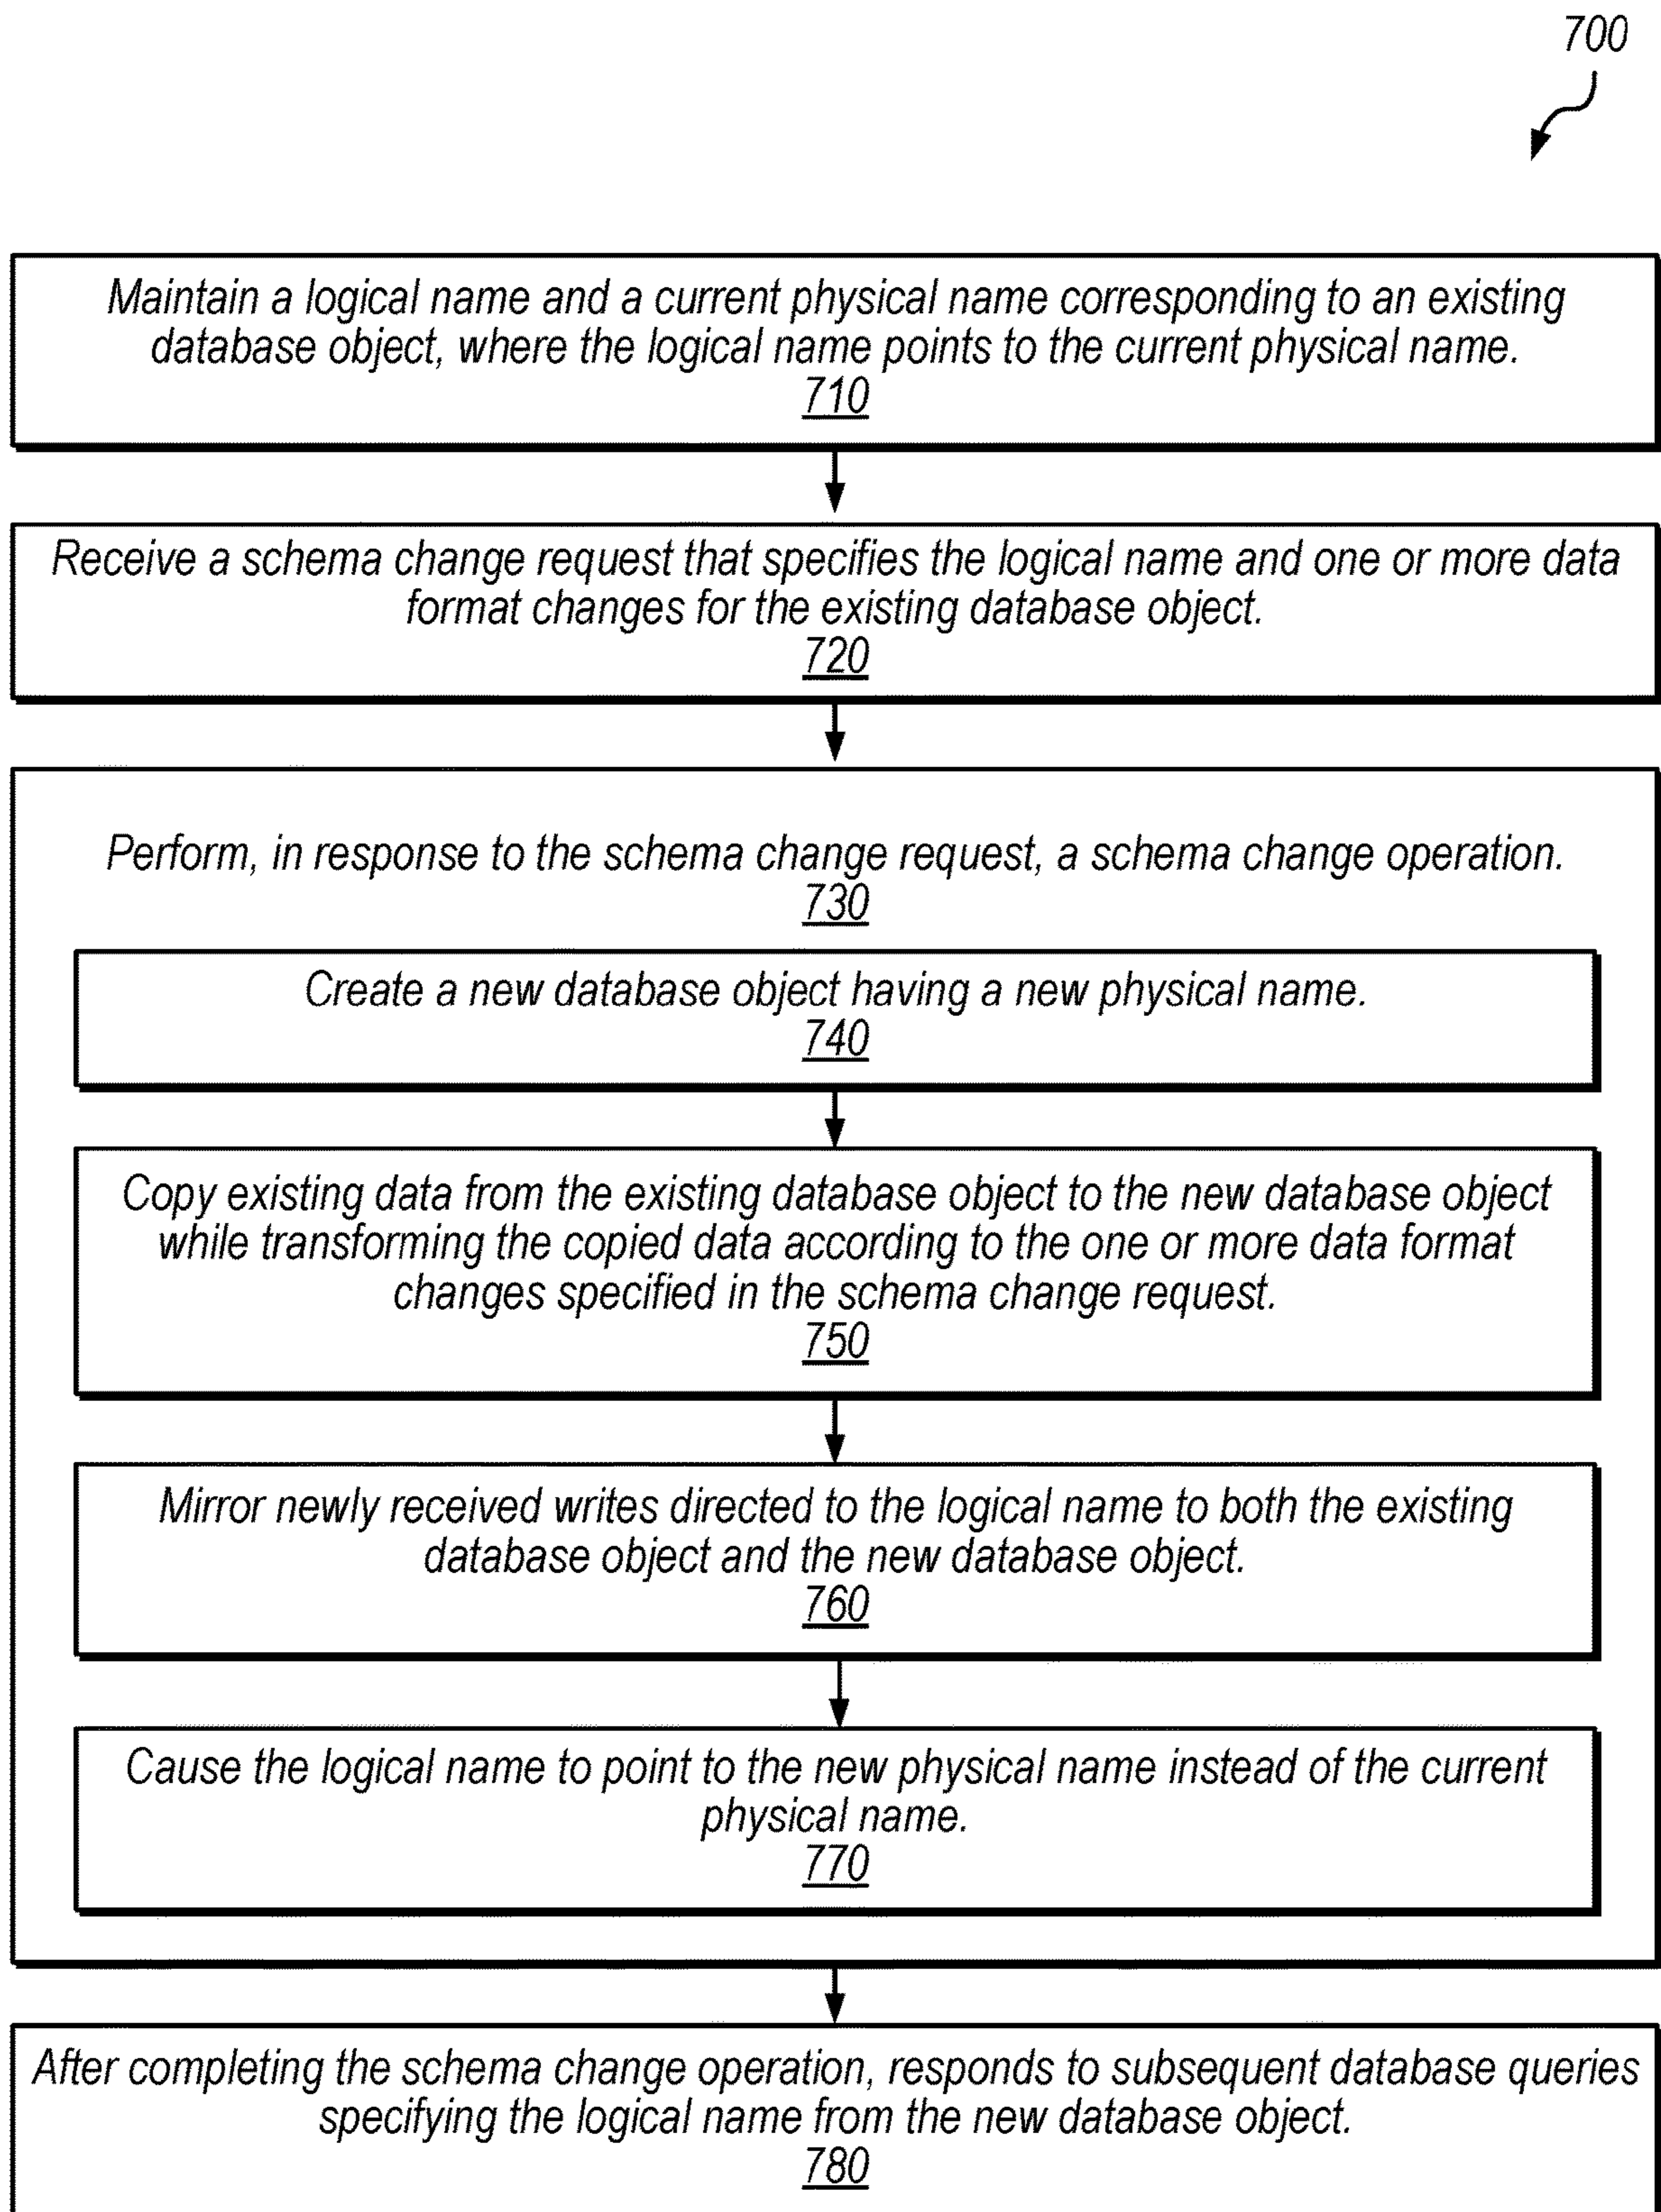 700
Maintain a logical name and a current physical name corresponding to an existing
database object, where the logical name points to the current physical name.
710
Receive a schema change request that specifies the logical name and one or more data
format changes for the existing database object.
720
Perform, in response to the schema change request, a schema change operation.
730
Create a new database object having a new physical name.
740
Copy existing data from the existing database object to the new database object
while transforming the copied data according to the one or more data format
changes specified in the schema change request.
750
Mirror newly received writes directed to the logical name to both the existing
database object and the new database object.
760
Cause the logical name to point to the new physical name instead of the current
physical name.
770
After completing the schema change operation, responds to subsequent database queries
specifying the logical name from the new database object.
780